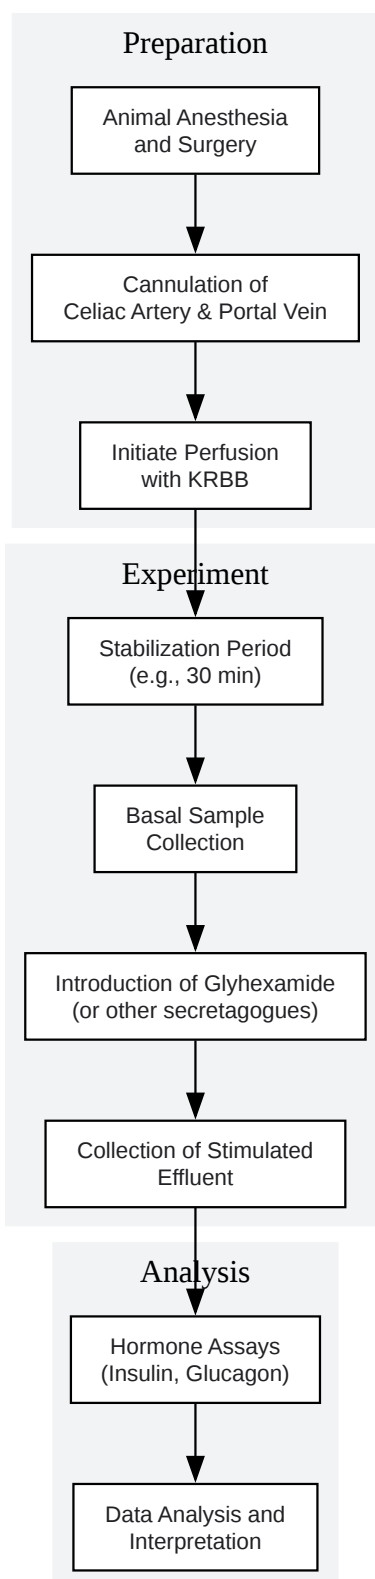 Preparation
Animal Anesthesia
and Surgery
Cannulation of
Celiac Artery & Portal Vein
Initiate Perfusion
with KRBB
Experiment
Stabilization Period
(e.g., 30 min)
Basal Sample
Collection
Introduction of Glyhexamide
(or other secretagogues)
Collection of Stimulated
Effluent
Analysis
Hormone Assays
(Insulin, Glucagon)
Data Analysis and
Interpretation